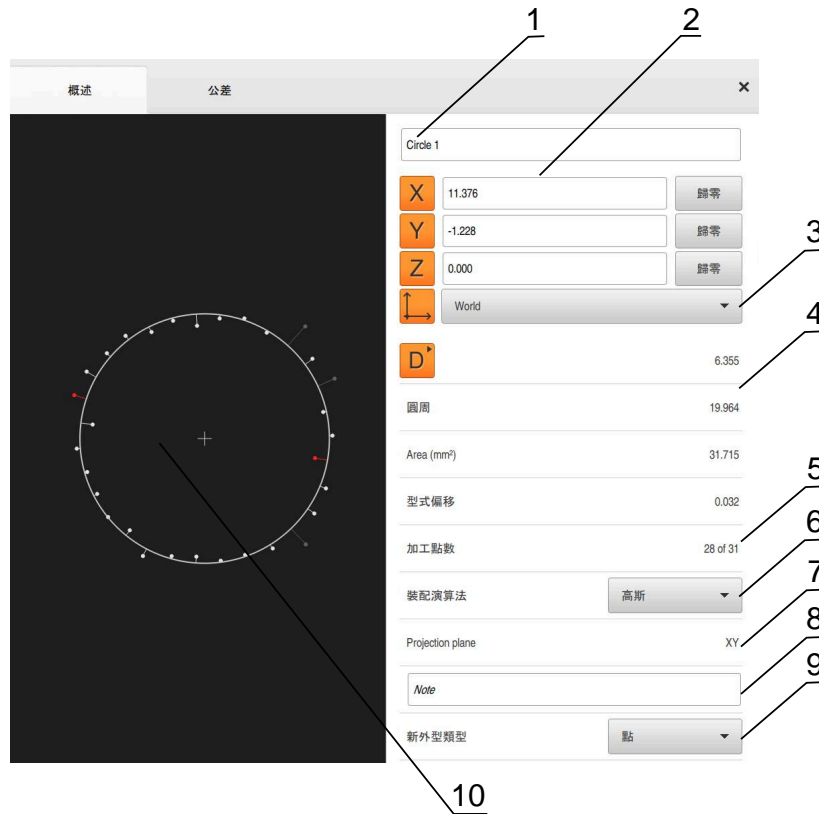 1 2
概述 公差 ×
Circle 1
X 11.376 歸零
Y -1.228 歸零
3
Z 0.000 歸零
World
4
D 6.355
圓周 19.964
Area (mm²) 31.715
5
型式偏移 0.032
6
加工點數 28 of 31
7
裝配演算法 高斯
8
Projection plane XY
9
Note
新外型類型 點
10